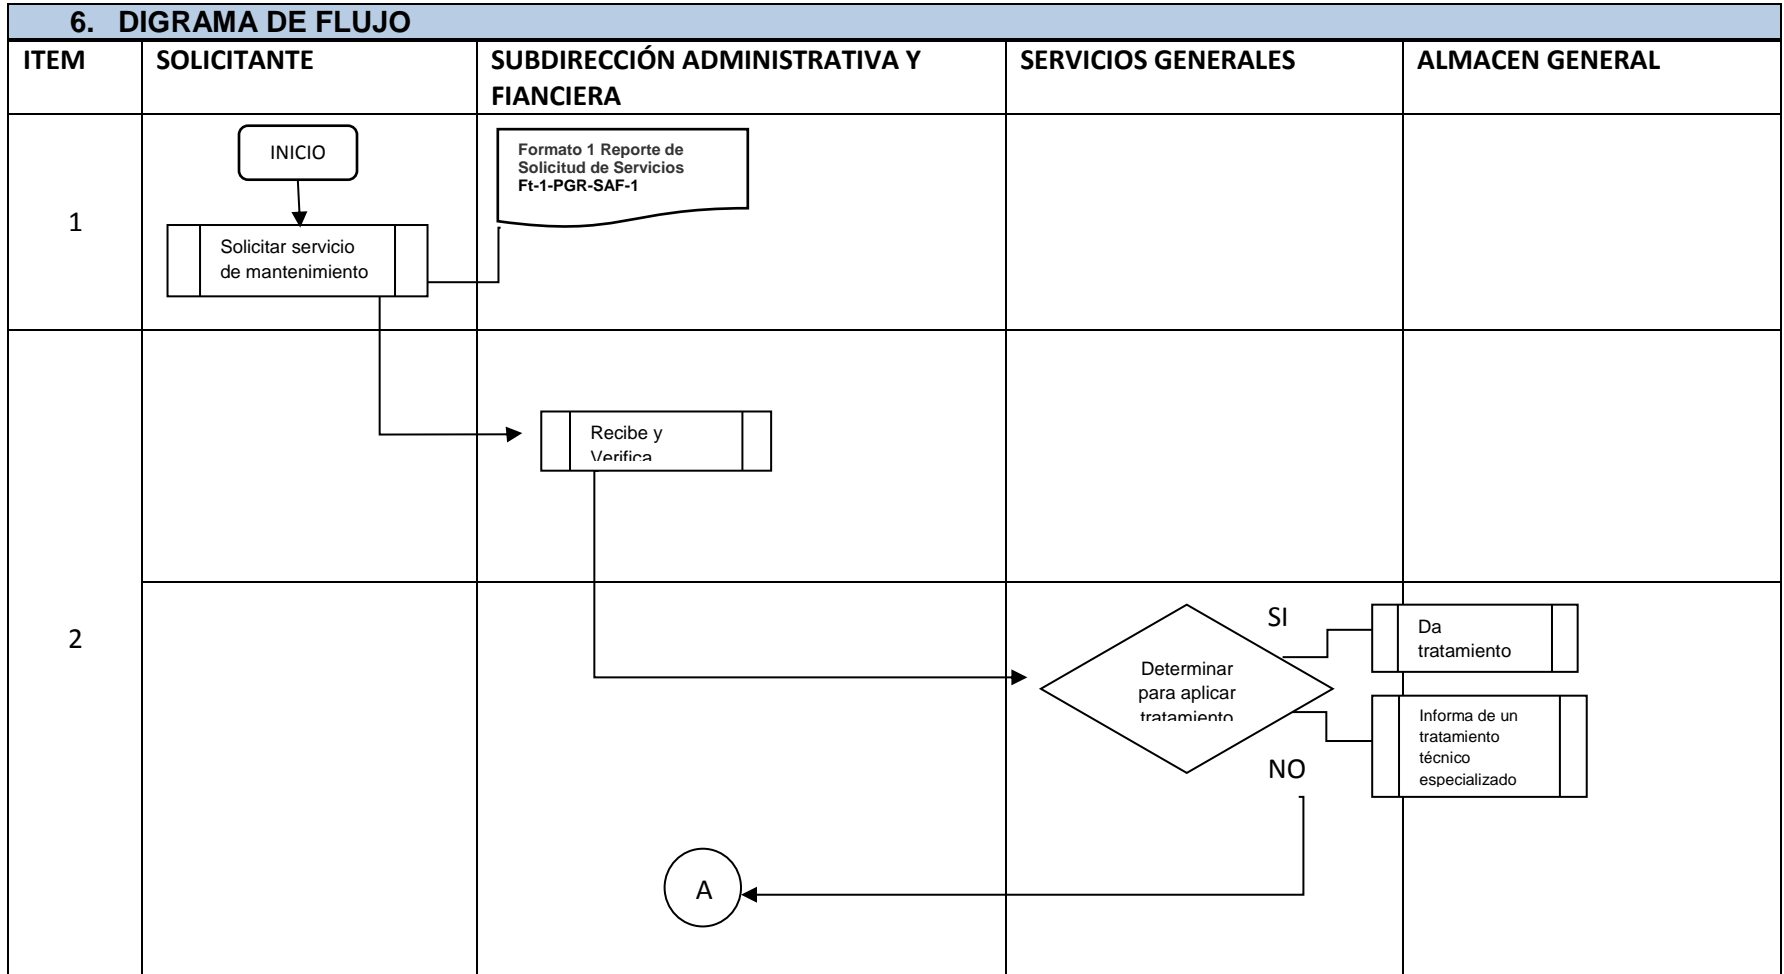 6. DIGRAMA DE FLUJO
ITEM
SOLICITANTE
SUBDIRECCIÓN ADMINISTRATIVA Y
FIANCIERA
SERVICIOS GENERALES
ALMACEN GENERAL
1
INICIO
Solicitar servicio
de mantenimiento
Formato 1 Reporte de
Solicitud de Servicios
Ft-1-PGR-SAF-1
2
Recibe y
Verifica
Determinar
para aplicar
tratamiento
SI
Da
tratamiento
NO
Informa de un
tratamiento
técnico
especializado
A